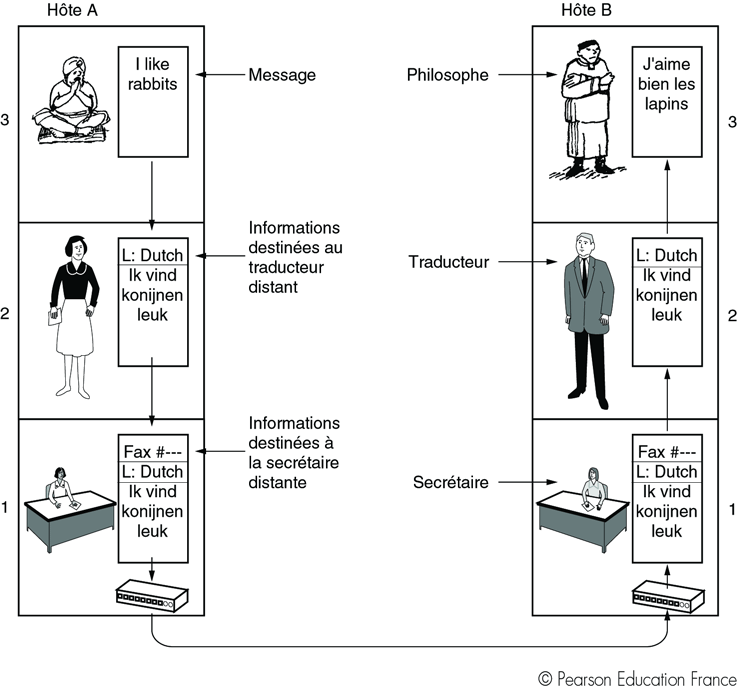 Hôte A
Hôte B
I like
rabbits
Message
Philosophe
J'aime
bien les
lapins
3
3
Informations
destinées au
traducteur
distant
L: Dutch
Ik vind
konijnen
leuk
Traducteur
L: Dutch
Ik vind
konijnen
leuk
2
2
Informations
destinées à
la secrétaire
distante
Fax #---
L: Dutch
Ik vind
konijnen
leuk
Secrétaire
Fax #---
L: Dutch
Ik vind
konijnen
leuk
1
1
© Pearson Education France